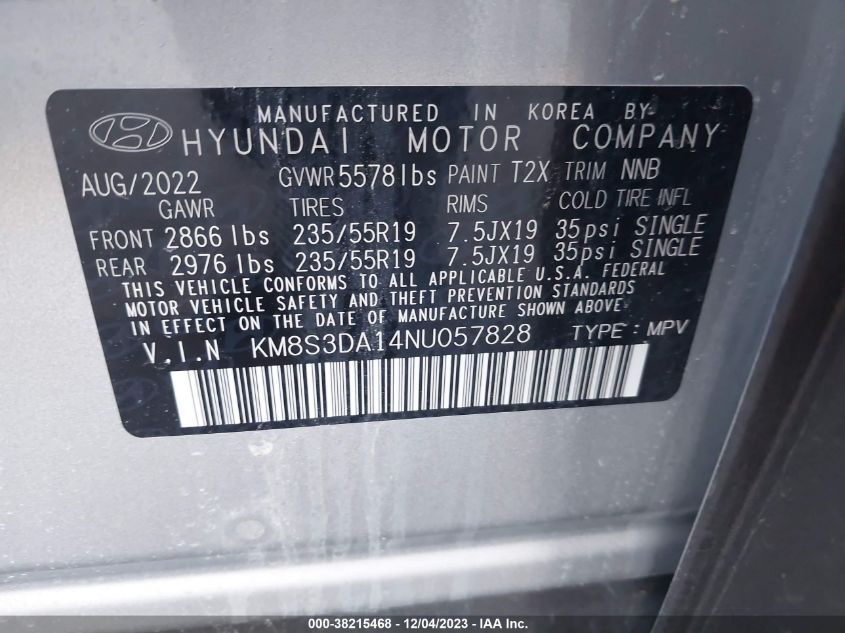 MANUFACTURED IN KOREA BY
HYUNDAI MOTOR COMPANY
AUG/2022 GVWR 5578lbs PAINT T2X TRIM NNB
GAWR TIRES RIMS COLD TIRE INFL
FRONT 2866 lbs 235/55R19 7.5JX19 35psi SINGLE
REAR 2976 lbs 235/55R19 7.5JX19 35psi SINGLE
THIS VEHICLE CONFORMS TO ALL APPLICABLE U.S.A. FEDERAL
MOTOR VEHICLE SAFETY AND THEFT PREVENTION STANDARDS
IN EFFECT ON THE DATE OF MANUFACTURE SHOWN ABOVE.
V.I.N KM8S3DA14NU057828 TYPE : MPV
000-38215468 - 12/04/2023 - IAA Inc.